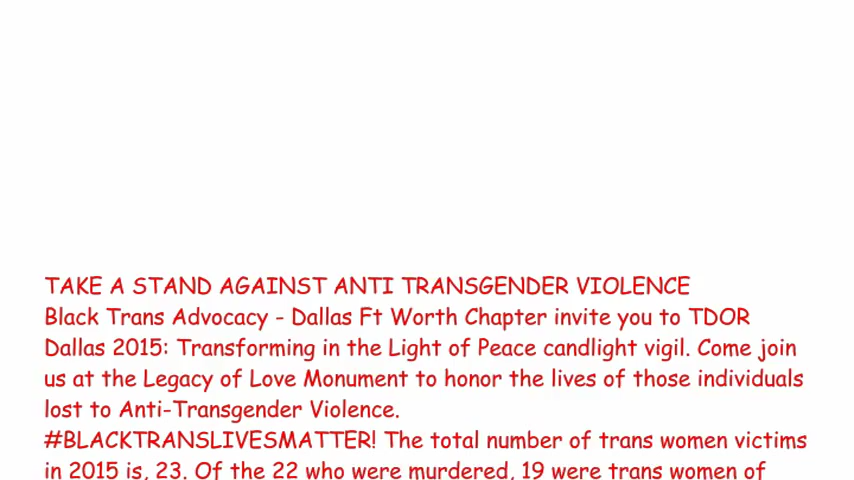 TAKE A STAND AGAINST ANTI TRANSGENDER VIOLENCE
Black Trans Advocacy - Dallas Ft Worth Chapter invite you to TDOR
Dallas 2015: Transforming in the Light of Peace candlight vigil. Come join
us at the Legacy of Love Monument to honor the lives of those individuals
lost to Anti-Transgender Violence.
#BLACKTRANSLIVESMATTER! The total number of trans women victims
in 2015 is, 23. Of the 22 who were murdered, 19 were trans women of